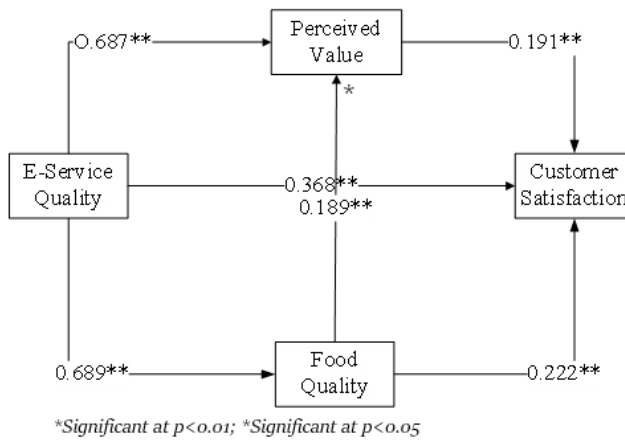 0.687**
Perceived
Value
0.191**
*
E-Service
Quality
0.368**
0.189**
Customer
Satisfaction
0.689**
Food
Quality
0.222**
*Significant at p<0.01; *Significant at p<0.05